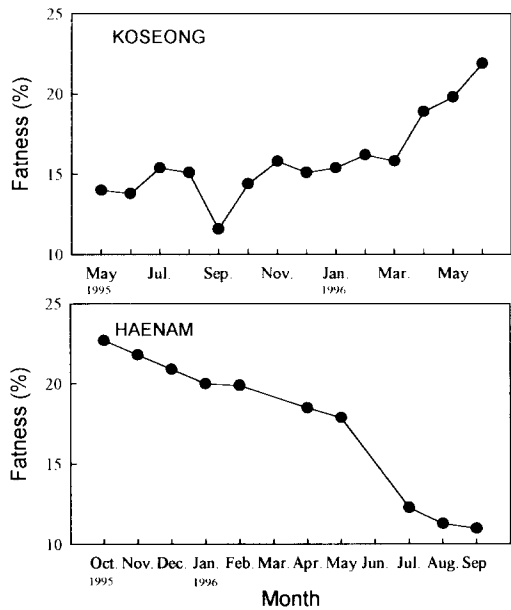 25
KOSEONG
20
15
10
Fatness (%)
May Jul. Sep. Nov. Jan. Mar. May
1995 1996
25
HAENAM
20
15
10
Fatness (%)
Oct. Nov. Dec. Jan. Feb. Mar. Apr. May Jun. Jul. Aug. Sep
1995 1996
Month